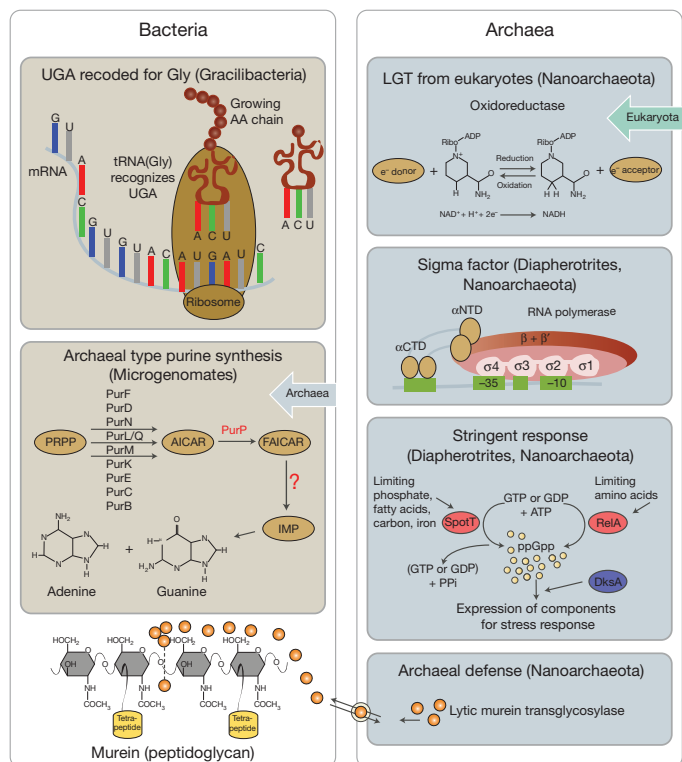 Bacteria
UGA recoded for Gly (Gracilibacteria)
Growing
AA chain
G
U
mRNA
A
tRNA(Gly)
recognizes
UGA
C
G
U
G
U
A
C
A
U
G
A
U
C
A C U
A C U
Ribosome
Archaeal type purine synthesis
(Microgenomates)
Archaea
PurF
PurD
PurN
PurL/Q
PurM
PurK
PurE
PurC
PurB
PRPP
AICAR
PurP
FAICAR
?
IMP
NH2
N
N
H
H
N
N
H
Adenine
+
O
H
N
N
H
H2N
N
N
H
Guanine
HOCH2
HOCH2
HOCH2
HOCH2
O
O
O
O
O
O
O
O
O
OH
OH
NH
NH
NH
NH
COCH3
COCH3
COCH3
COCH3
Tetra-
peptide
Tetra-
peptide
Murein (peptidoglycan)
Archaea
LGT from eukaryotes (Nanoarchaeota)
Oxidoreductase
Eukaryota
Ribo
ADP
Ribo
ADP
e– donor
+
N+
O
H
NH2
Reduction
Oxidation
N
O
H H
NH2
+
e– acceptor
NAD+ + H+ + 2e– NADH
Sigma factor (Diapherotrites,
Nanoarchaeota)
αNTD
RNA polymerase
αCTD
β + β′
σ4
σ3
σ2
σ1
–35
–10
Stringent response
(Diapherotrites, Nanoarchaeota)
Limiting
phosphate,
fatty acids,
carbon, iron
GTP or GDP
+ ATP
Limiting
amino acids
SpotT
RelA
ppGpp
(GTP or GDP)
+ PPi
DksA
Expression of components
for stress response
Archaeal defense (Nanoarchaeota)
Lytic murein transglycosylase